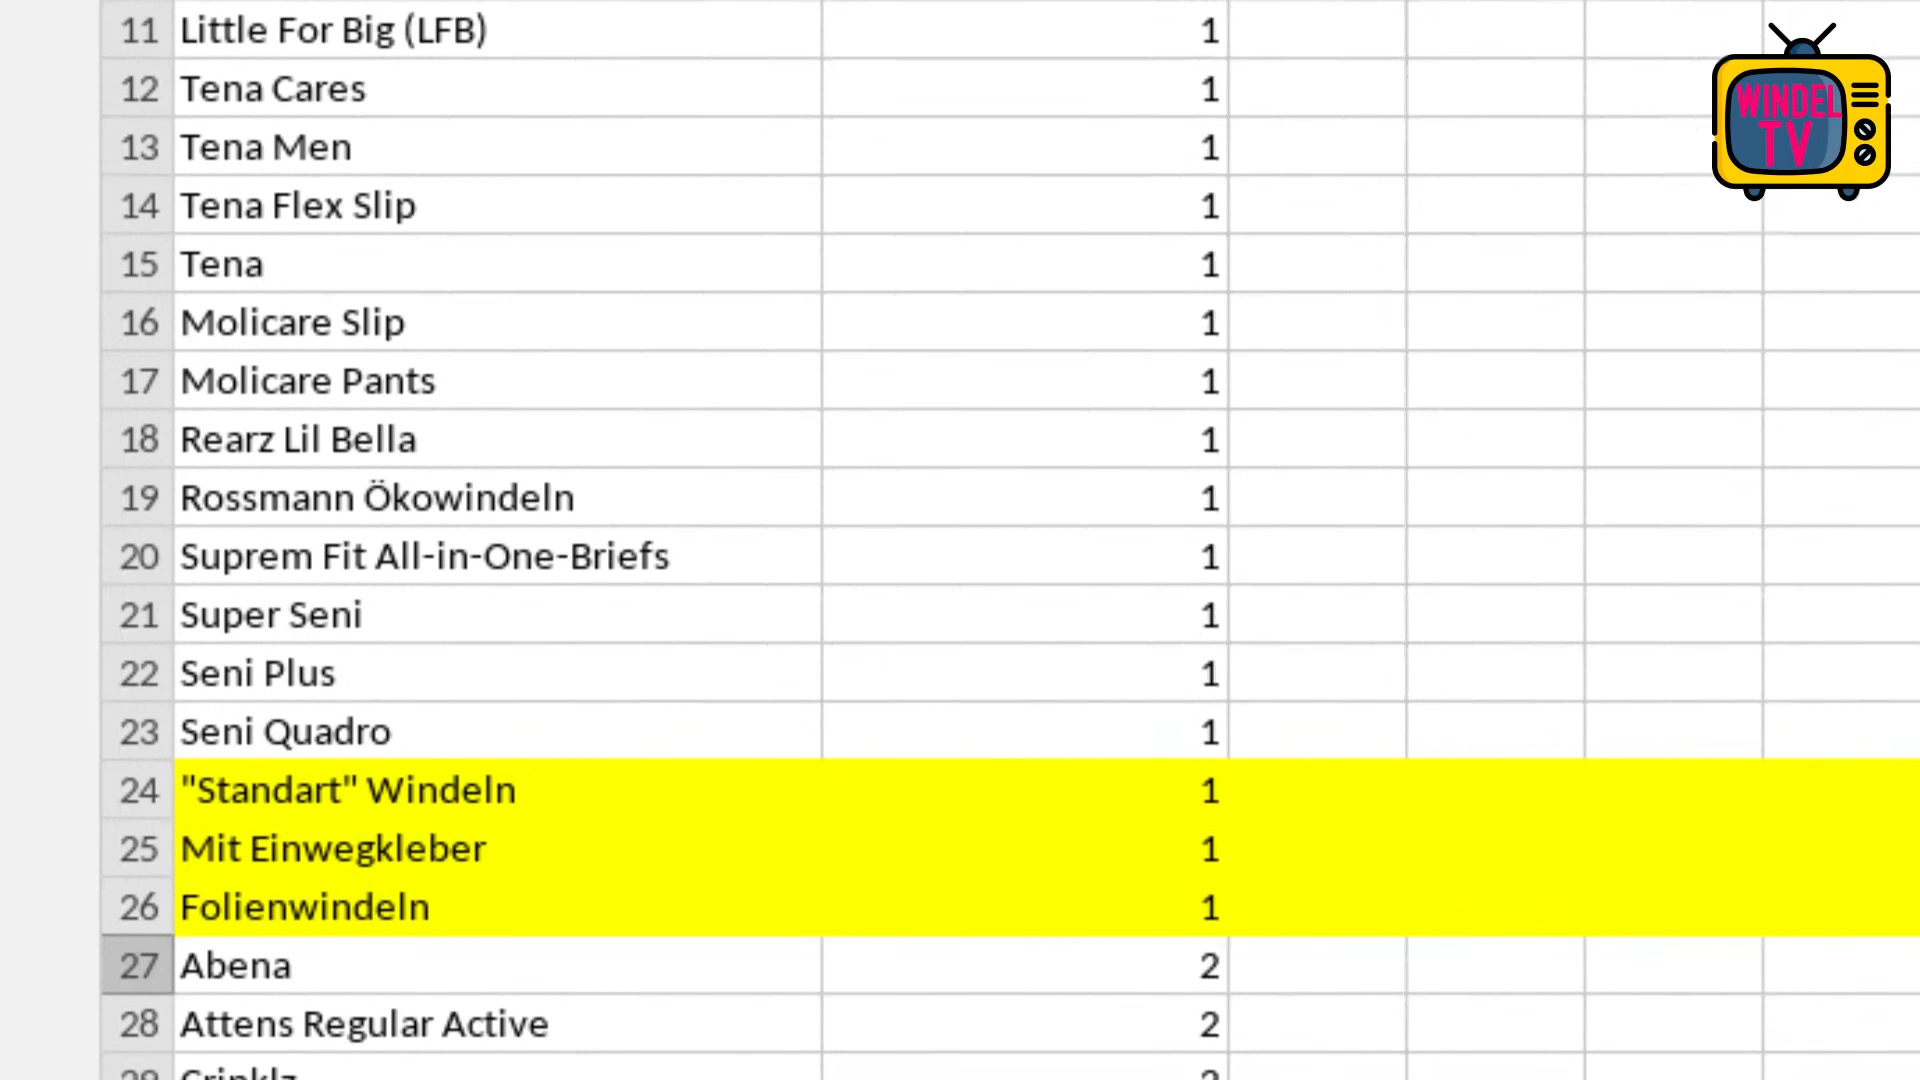 11 Little For Big (LFB) 1
12 Tena Cares 1
13 Tena Men 1
14 Tena Flex Slip 1
15 Tena 1
16 Molicare Slip 1
17 Molicare Pants 1
18 Rearz Lil Bella 1
19 Rossmann Ökowindeln 1
20 Suprem Fit All-in-One-Briefs 1
21 Super Seni 1
22 Seni Plus 1
23 Seni Quadro 1
24 "Standart" Windeln 1
25 Mit Einwegkleber 1
26 Folienwindeln 1
27 Abena 2
28 Attens Regular Active 2
WINDEL
TV